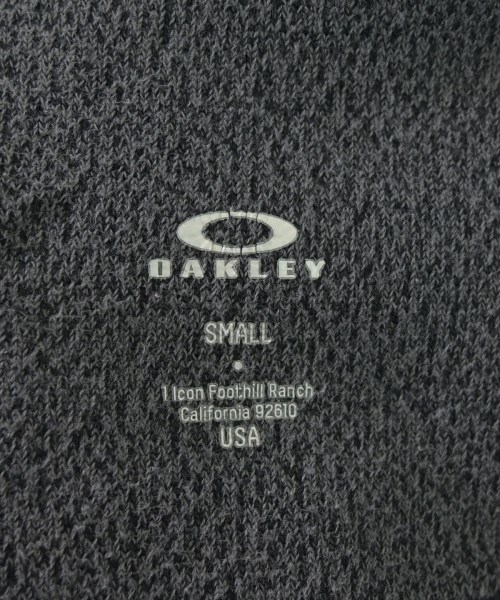 OAKLEY
SMALL
1 Icon Foothill Ranch
California 92610
USA